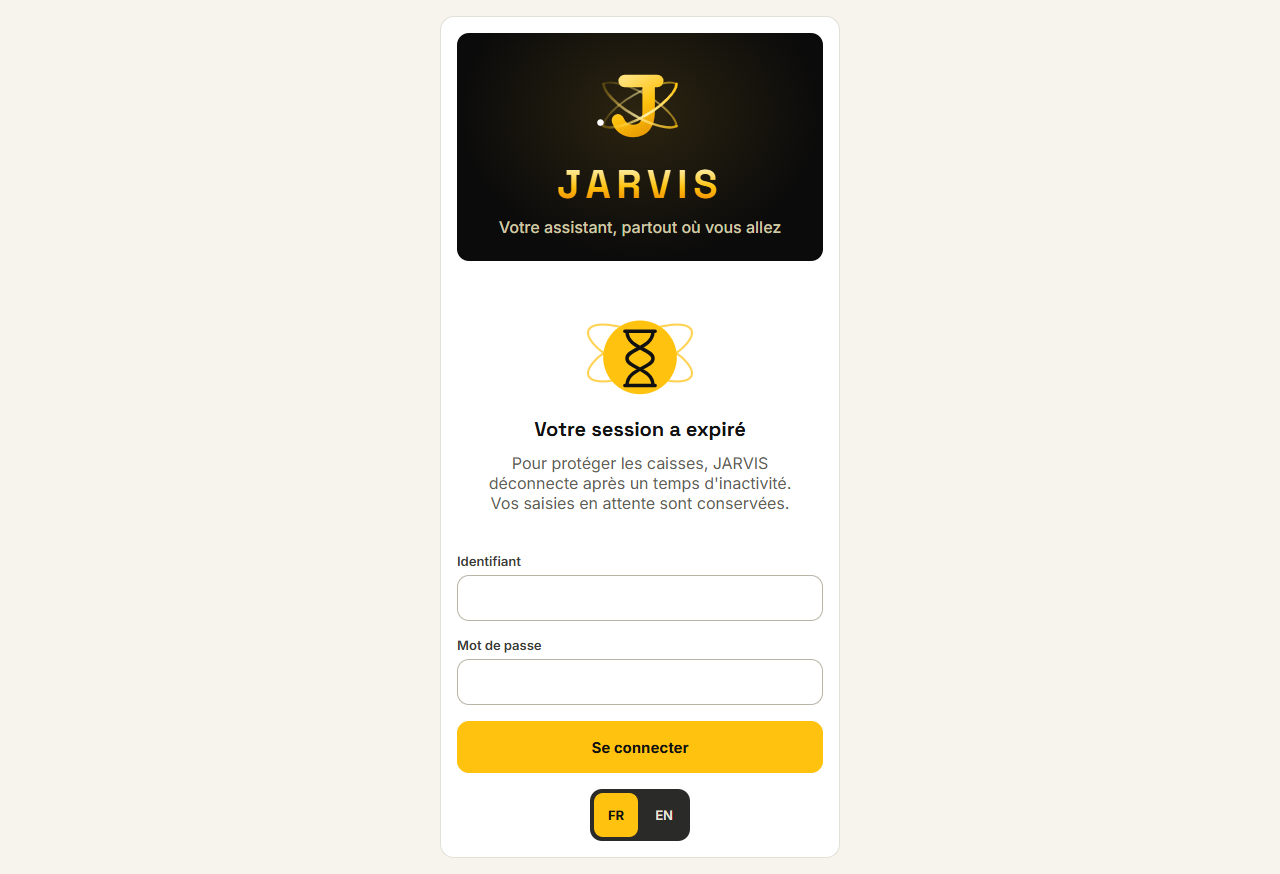 J
JARVIS
Votre assistant, partout où vous allez
Votre session a expiré
Pour protéger les caisses, JARVIS
déconnecte après un temps d'inactivité.
Vos saisies en attente sont conservées.
Identifiant
Mot de passe
Se connecter
FR EN